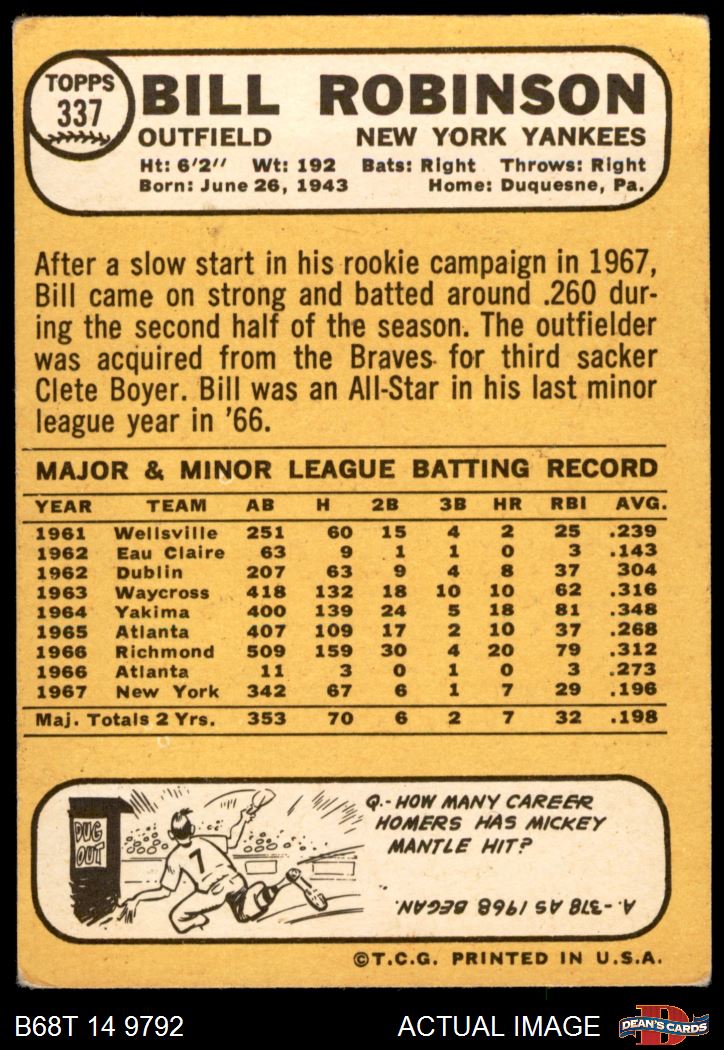 TOPPS
337
BILL ROBINSON
OUTFIELD NEW YORK YANKEES
Ht: 6'2" Wt: 192 Bats: Right Throws: Right
Born: June 26, 1943 Home: Duquesne, Pa.
After a slow start in his rookie campaign in 1967,
Bill came on strong and batted around .260 dur-
ing the second half of the season. The outfielder
was acquired from the Braves for third sacker
Clete Boyer. Bill was an All-Star in his last minor
league year in '66.
MAJOR & MINOR LEAGUE BATTING RECORD
YEAR TEAM AB H 2B 3B HR RBI AVG.
1961 Wellsville 251 60 15 4 2 25 .239
1962 Eau Claire 63 9 1 1 0 3 .143
1962 Dublin 207 63 9 4 8 37 304
1963 Waycross 418 132 18 10 10 62 .316
1964 Yakima 400 139 24 5 18 81 .348
1965 Atlanta 407 109 17 2 10 37 .268
1966 Richmond 509 159 30 4 20 79 .312
1966 Atlanta 11 3 0 1 0 3 .273
1967 New York 342 67 6 1 7 29 .196
Maj. Totals 2 Yrs. 353 70 6 2 7 32 .198
DUG
OUT
7
Q.-HOW MANY CAREER
HOMERS HAS MICKEY
MANTLE HIT?
A.-378 AS 1968 BEGAN.
©T.C.G. PRINTED IN U.S.A.
B68T 14 9792 ACTUAL IMAGE
D
DEAN'S CARDS